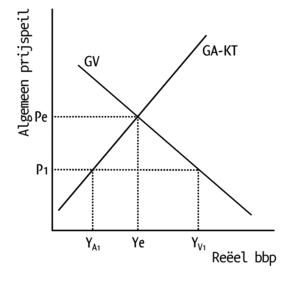 Algemeen prijspeil
GV
GA-KT
Pe
P1
YA1
Ye
YV1
Reëel bbp